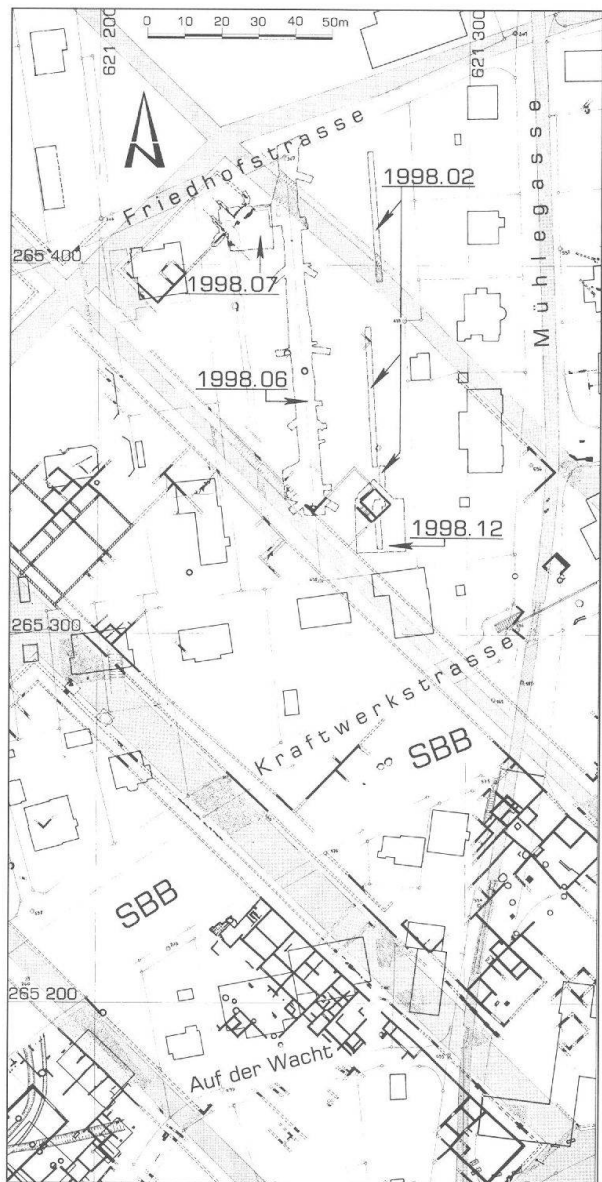 0 10 20 30 40 50m
621 200
621 300
Friedhofstrasse
Mühlegasse
N
1998.02
265 400
1998.07
1998.06
1998.12
265 300
Kraftwerkstrasse
SBB
SBB
265 200
Auf der Wacht